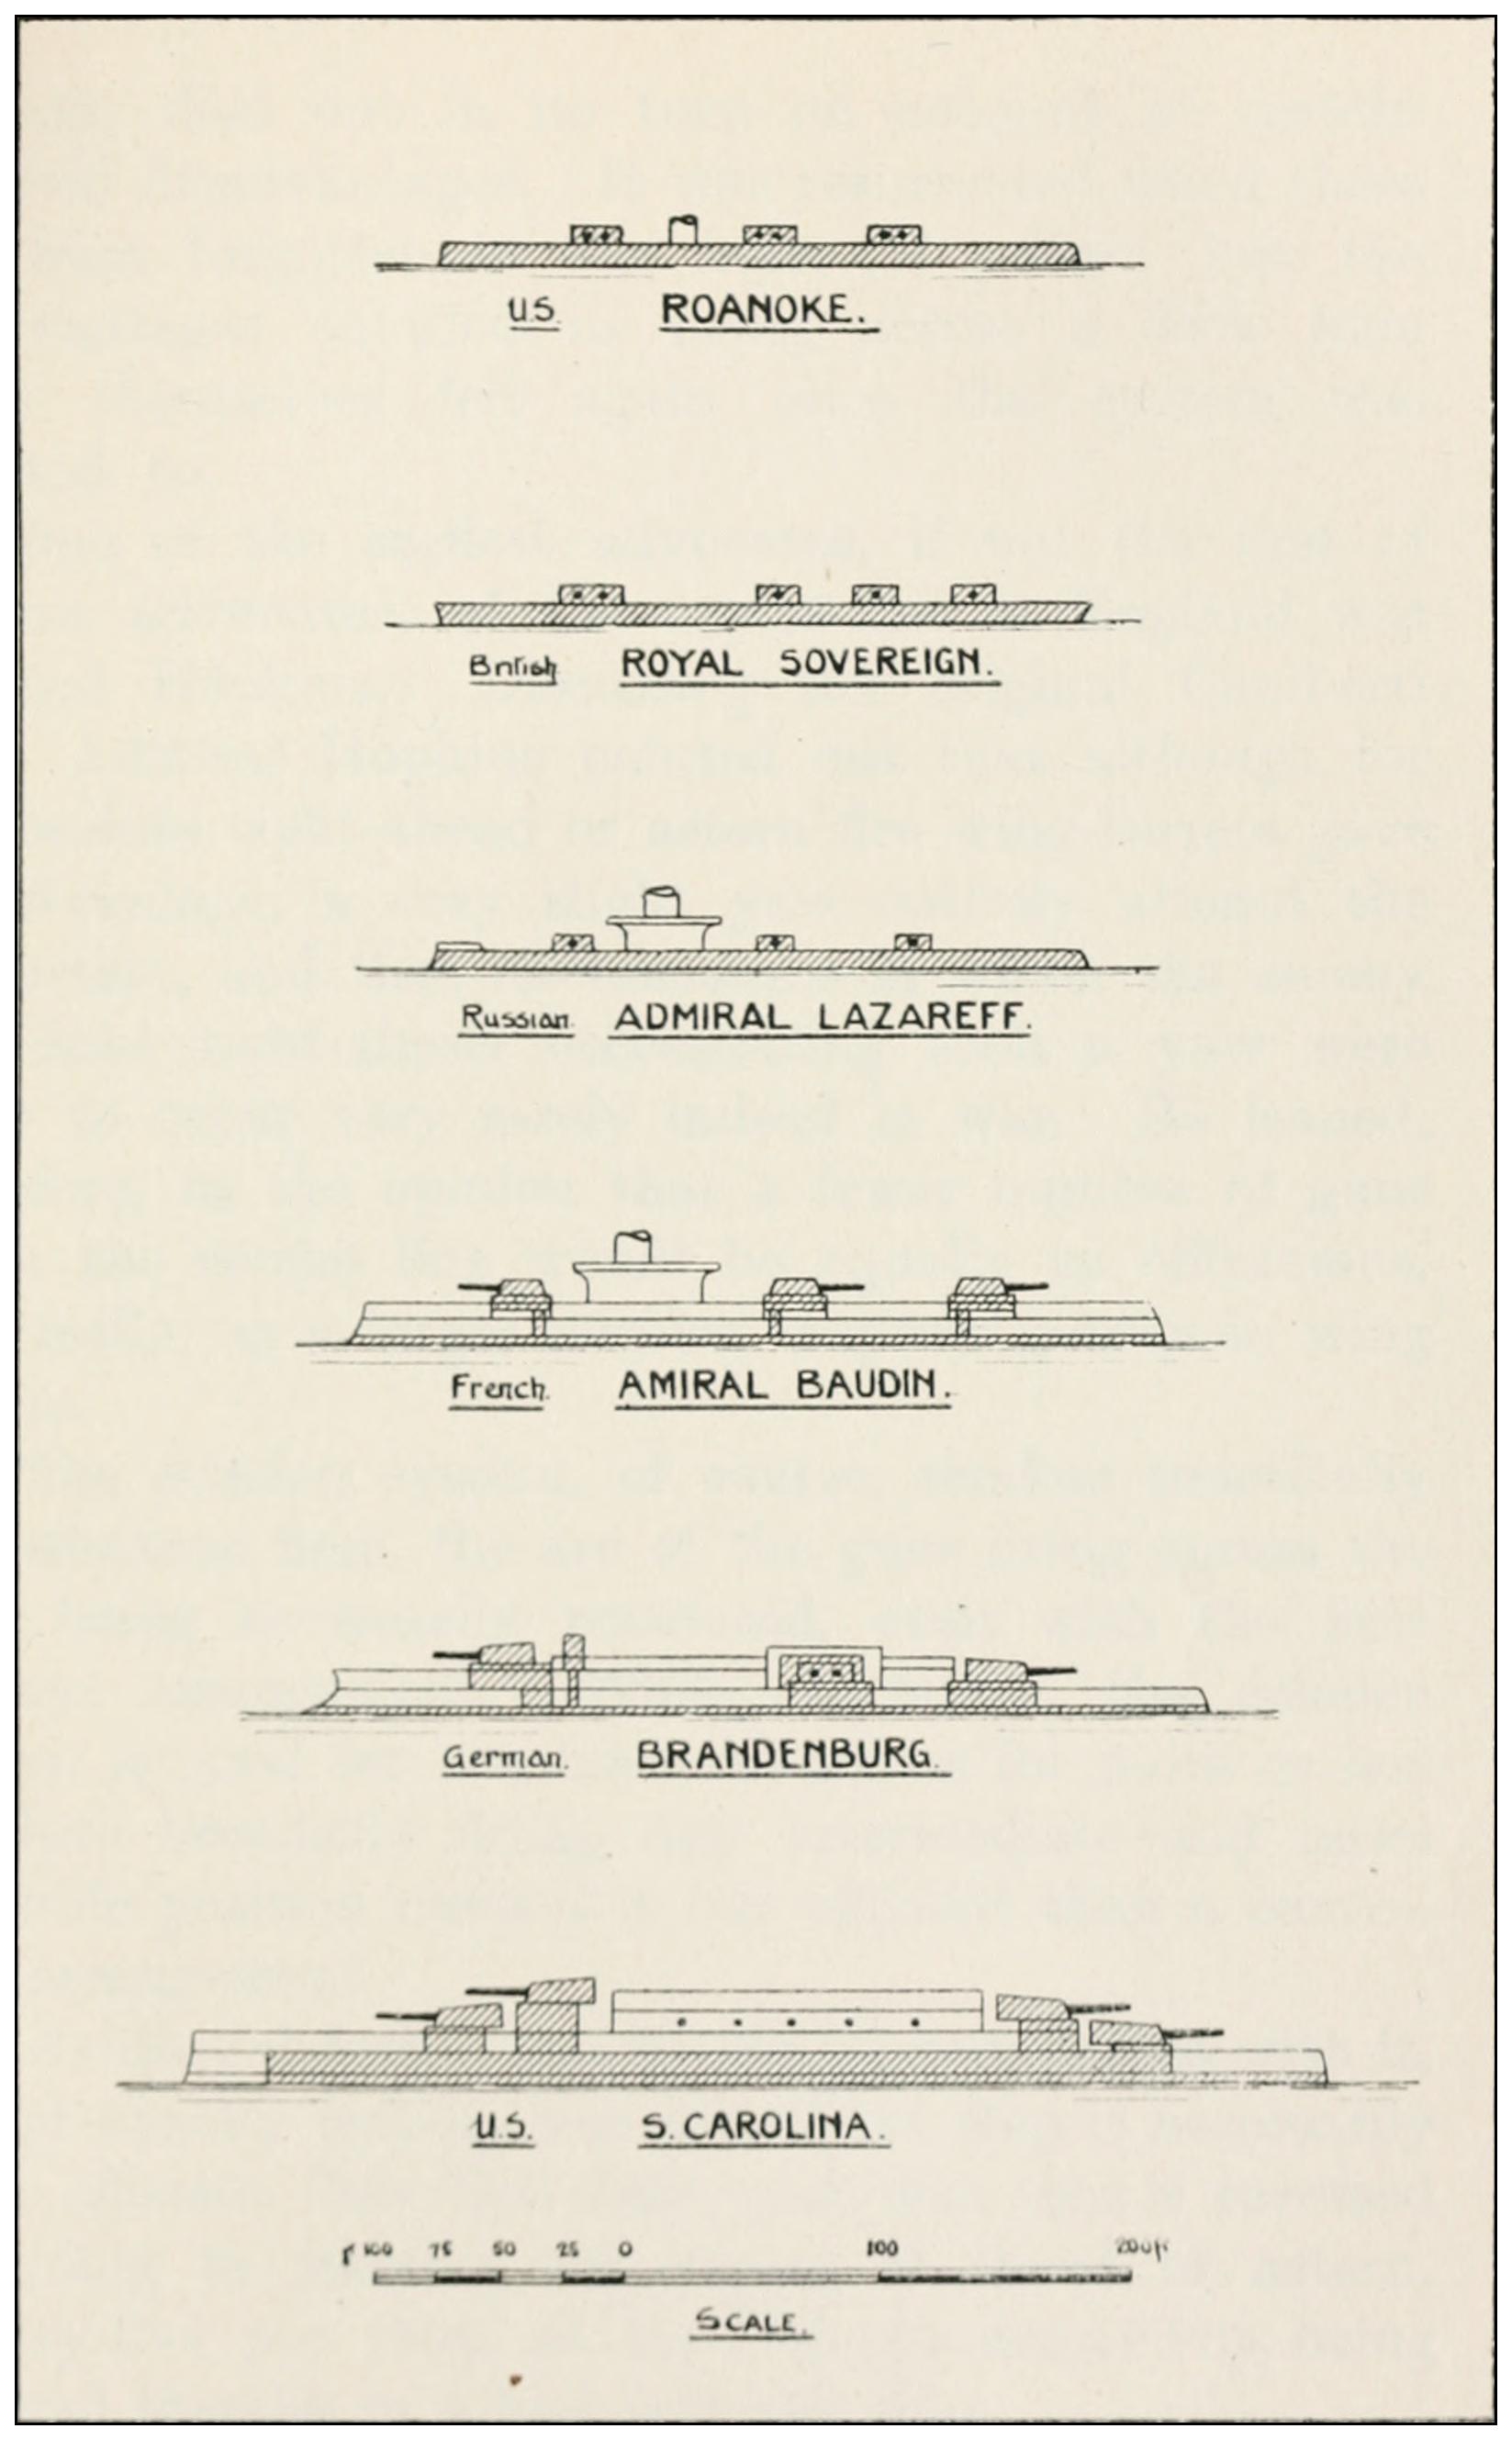 U.S. ROANOKE.
British ROYAL SOVEREIGN.
Russian. ADMIRAL LAZAREFF.
French. AMIRAL BAUDIN.
German. BRANDENBURG.
U.S. S. CAROLINA.
100 75 50 25 0 100 200 ft
SCALE.